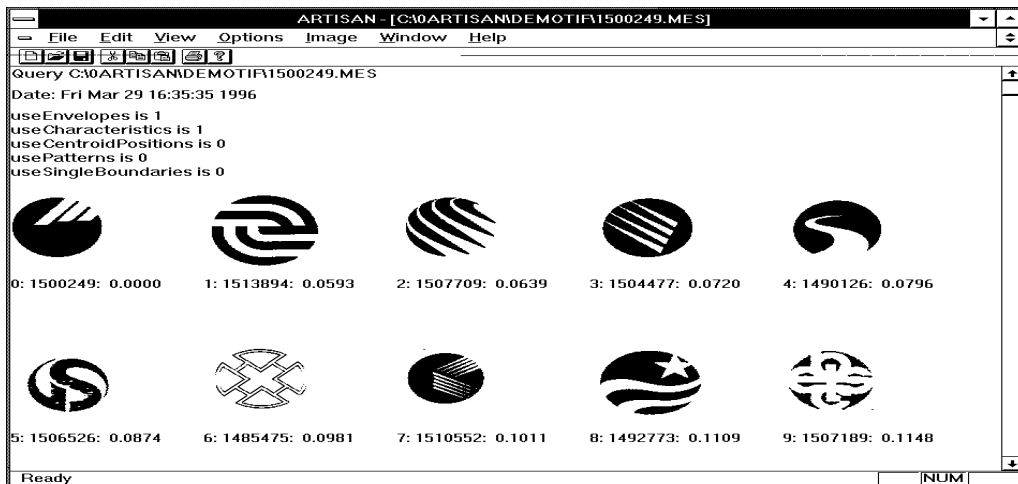 ARTISAN - [C:\0ARTISAN\DEMOTIF\1500249.MES]
File Edit View Options Image Window Help
Query C:\0ARTISAN\DEMOTIF\1500249.MES
Date: Fri Mar 29 16:35:35 1996
useEnvelopes is 1
useCharacteristics is 1
useCentroidPositions is 0
usePatterns is 0
useSingleBoundaries is 0
0: 1500249: 0.0000 1: 1513894: 0.0593 2: 1507709: 0.0639 3: 1504477: 0.0720 4: 1490126: 0.0796
5: 1506526: 0.0874 6: 1485475: 0.0981 7: 1510552: 0.1011 8: 1492773: 0.1109 9: 1507189: 0.1148
Ready NUM